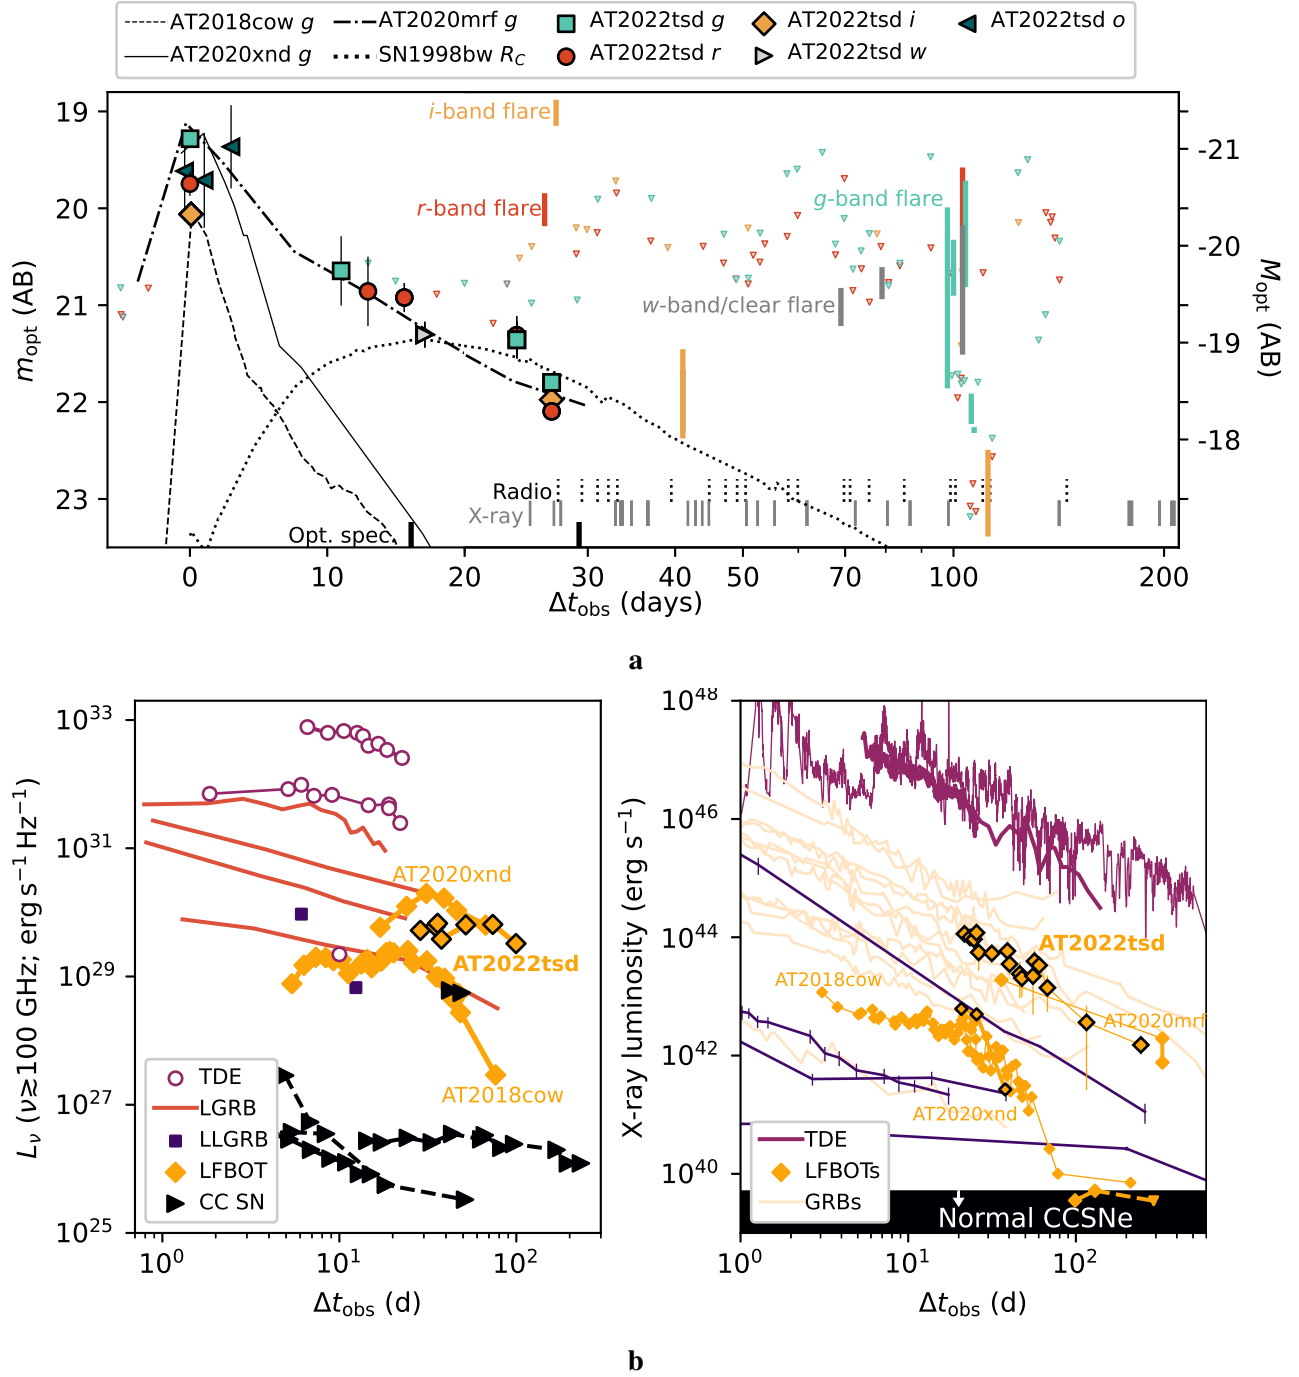 AT2018cow g AT2020mrf g AT2022tsd g AT2022tsd i AT2022tsd o
AT2020xnd g SN1998bw R_C AT2022tsd r AT2022tsd w
19
20
21
22
23
m_opt (AB)
-21
-20
-19
-18
M_opt (AB)
i-band flare
r-band flare
g-band flare
w-band/clear flare
Radio
X-ray
Opt. spec.
0 10 20 30 40 50 70 100 200
Δt_obs (days)
a
10^33
10^31
10^29
10^27
10^25
L_ν (ν≳100 GHz; erg s^−1 Hz^−1)
AT2020xnd
AT2022tsd
AT2018cow
TDE
LGRB
LLGRB
LFBOT
CC SN
10^0 10^1 10^2
Δt_obs (d)
10^48
10^46
10^44
10^42
10^40
X-ray luminosity (erg s^−1)
AT2022tsd
AT2018cow
AT2020mrf
AT2020xnd
TDE
LFBOTs
GRBs
Normal CCSNe
10^0 10^1 10^2
Δt_obs (d)
b